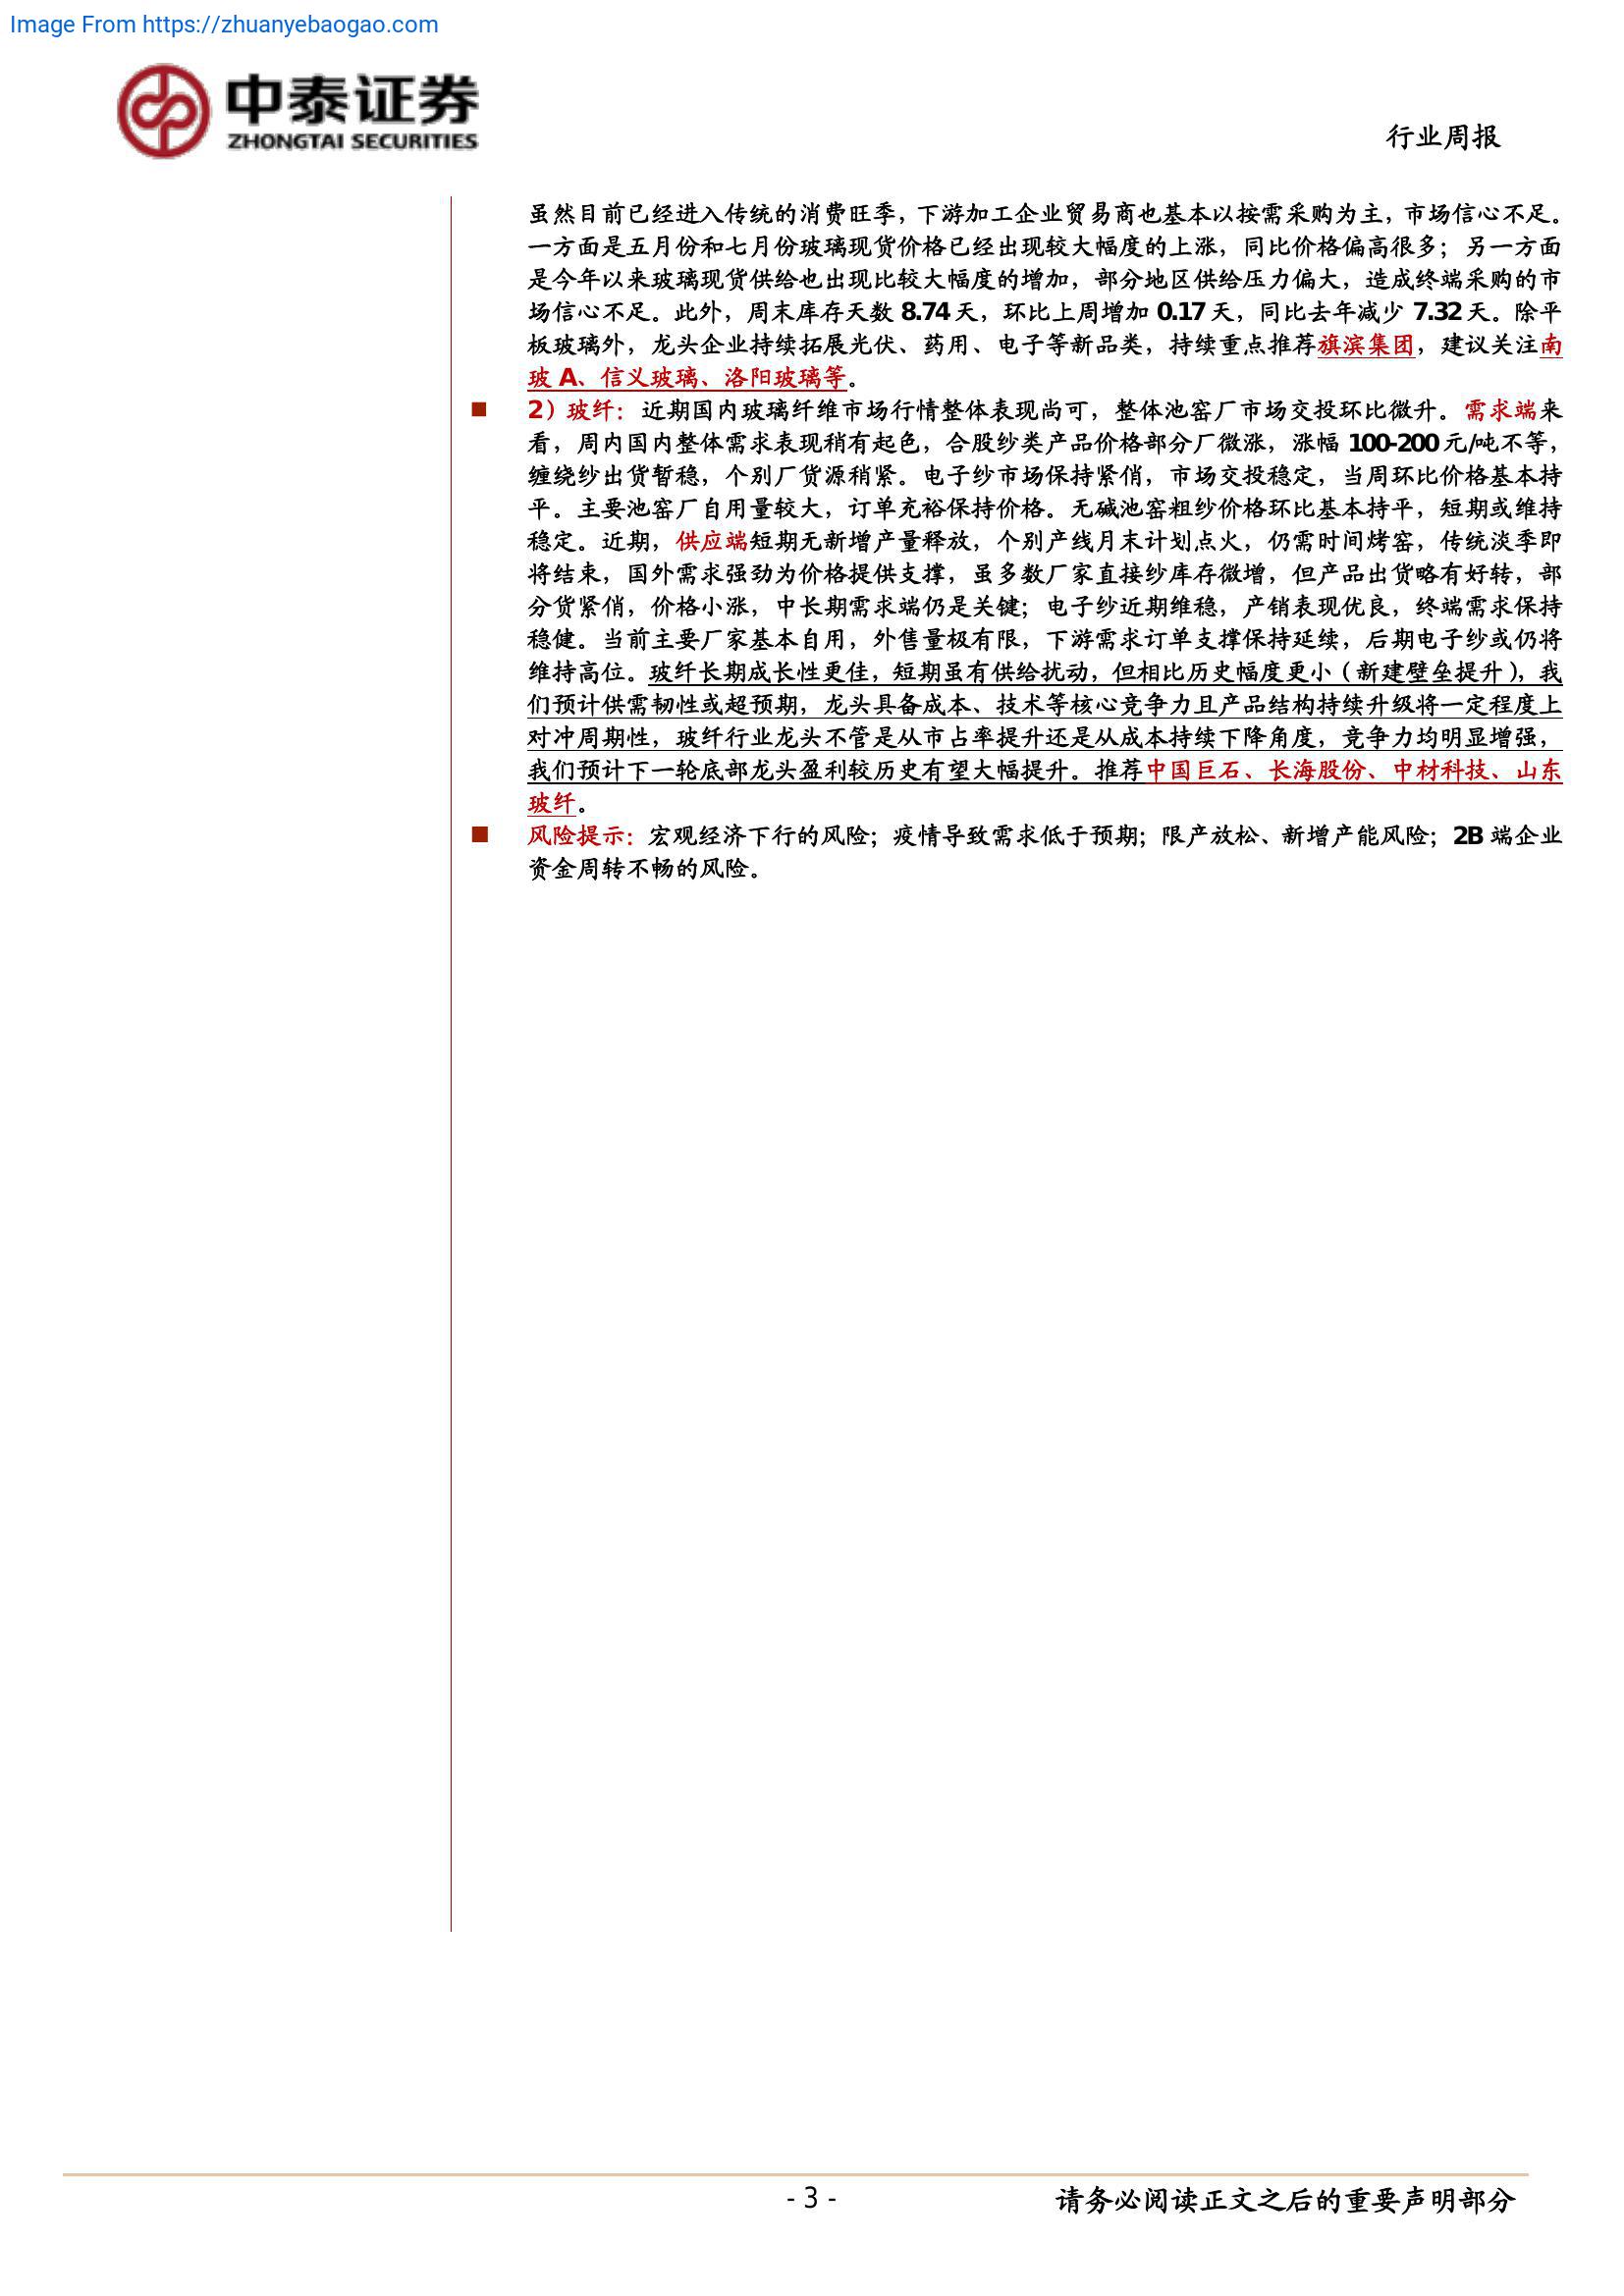 Image From https://zhuanyebaogao.com
中泰证券
ZHONGTAI SECURITIES
行业周报
虽然目前已经进入传统的消费旺季，下游加工企业贸易商也基本以按需采购为主，市场信心不足。
一方面是五月份和七月份玻璃现货价格已经出现较大幅度的上涨，同比价格偏高很多；另一方面
是今年以来玻璃现货供给也出现比较大幅度的增加，部分地区供给压力偏大，造成终端采购的市
场信心不足。此外，周末库存天数 8.74 天，环比上周增加 0.17 天，同比去年减少 7.32 天。除平
板玻璃外，龙头企业持续拓展光伏、药用、电子等新品类，持续重点推荐旗滨集团，建议关注南
玻 A、信义玻璃、洛阳玻璃等。
■ 2）玻纤：近期国内玻璃纤维市场行情整体表现尚可，整体池窑厂市场交投环比微升。需求端来
看，周内国内整体需求表现稍有起色，合股纱类产品价格部分厂微涨，涨幅 100-200 元/吨不等，
缠绕纱出货暂稳，个别厂货源稍紧。电子纱市场保持紧俏，市场交投稳定，当周环比价格基本持
平。主要池窑厂自用量较大，订单充裕保持价格。无碱池窑粗纱价格环比基本持平，短期或维持
稳定。近期，供应端短期无新增产量释放，个别产线月末计划点火，仍需时间烤窑，传统淡季即
将结束，国外需求强劲为价格提供支撑，虽多数厂家直接纱库存微增，但产品出货略有好转，部
分货紧俏，价格小涨，中长期需求端仍是关键；电子纱近期维稳，产销表现优良，终端需求保持
稳健。当前主要厂家基本自用，外售量极有限，下游需求订单支撑保持延续，后期电子纱或仍将
维持高位。玻纤长期成长性更佳，短期虽有供给扰动，但相比历史幅度更小（新建壁垒提升），我
们预计供需韧性或超预期，龙头具备成本、技术等核心竞争力且产品结构持续升级将一定程度上
对冲周期性，玻纤行业龙头不管是从市占率提升还是从成本持续下降角度，竞争力均明显增强，
我们预计下一轮底部龙头盈利较历史有望大幅提升。推荐中国巨石、长海股份、中材科技、山东
玻纤。
■ 风险提示：宏观经济下行的风险；疫情导致需求低于预期；限产放松、新增产能风险；2B 端企业
资金周转不畅的风险。
- 3 -
请务必阅读正文之后的重要声明部分